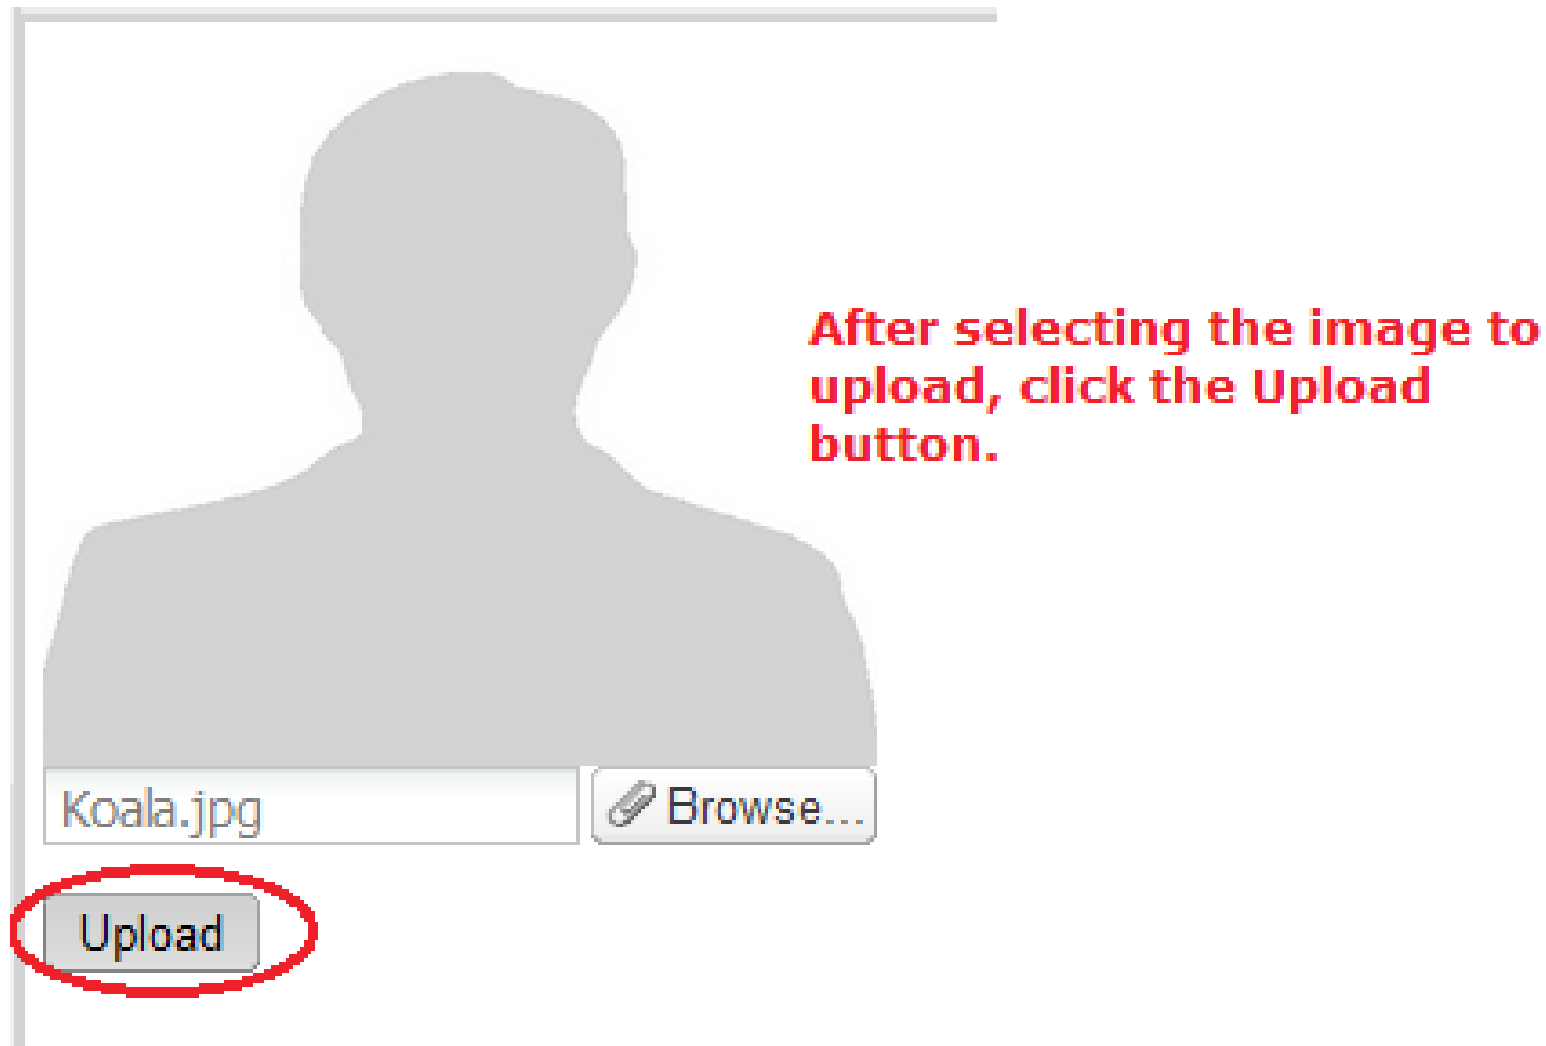 After selecting the image to
upload, click the Upload
button.
Koala.jpg
Browse...
Upload